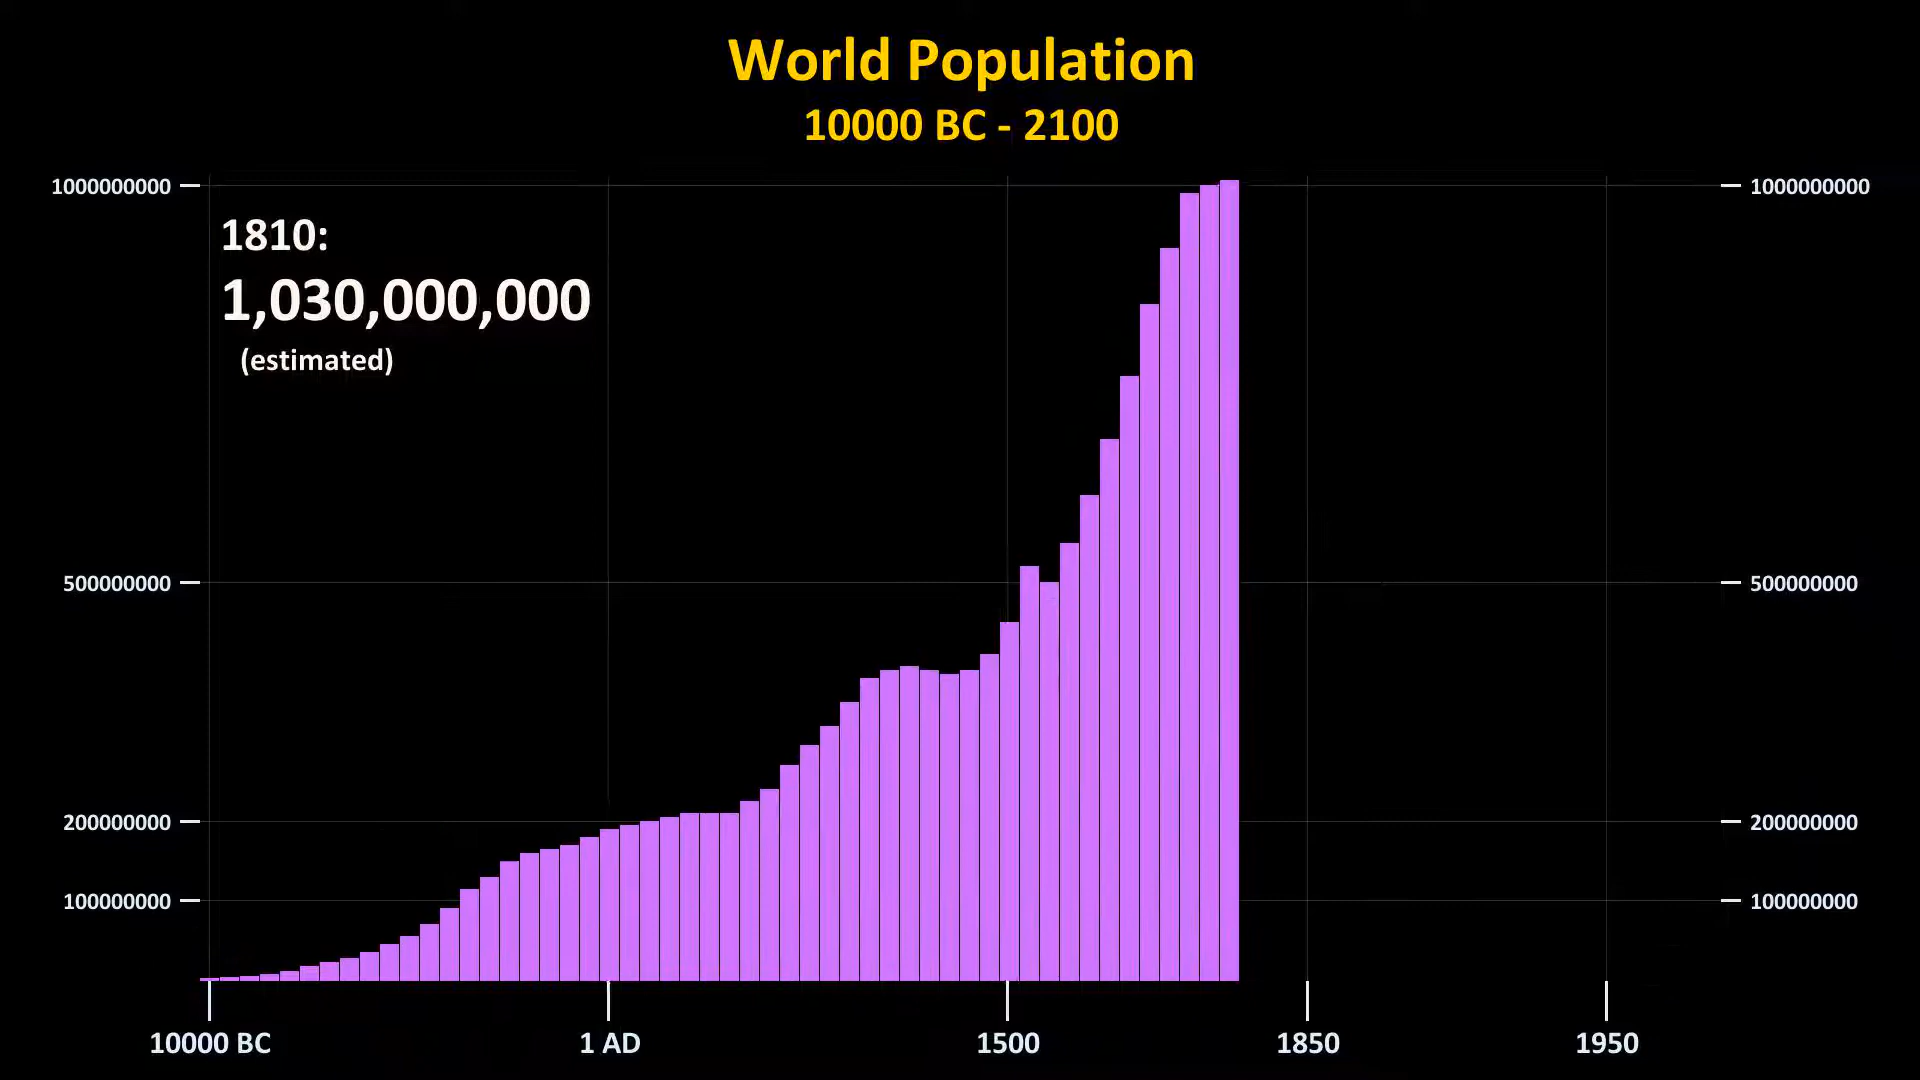 World Population
10000 BC - 2100
1000000000
1000000000
1810:
1,030,000,000
(estimated)
500000000
500000000
200000000
200000000
100000000
100000000
10000 BC
1 AD
1500
1850
1950